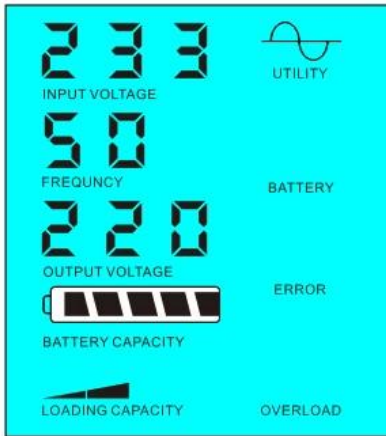 233
INPUT VOLTAGE
UTILITY
50
FREQUNCY
BATTERY
220
OUTPUT VOLTAGE
ERROR
BATTERY CAPACITY
LOADING CAPACITY
OVERLOAD